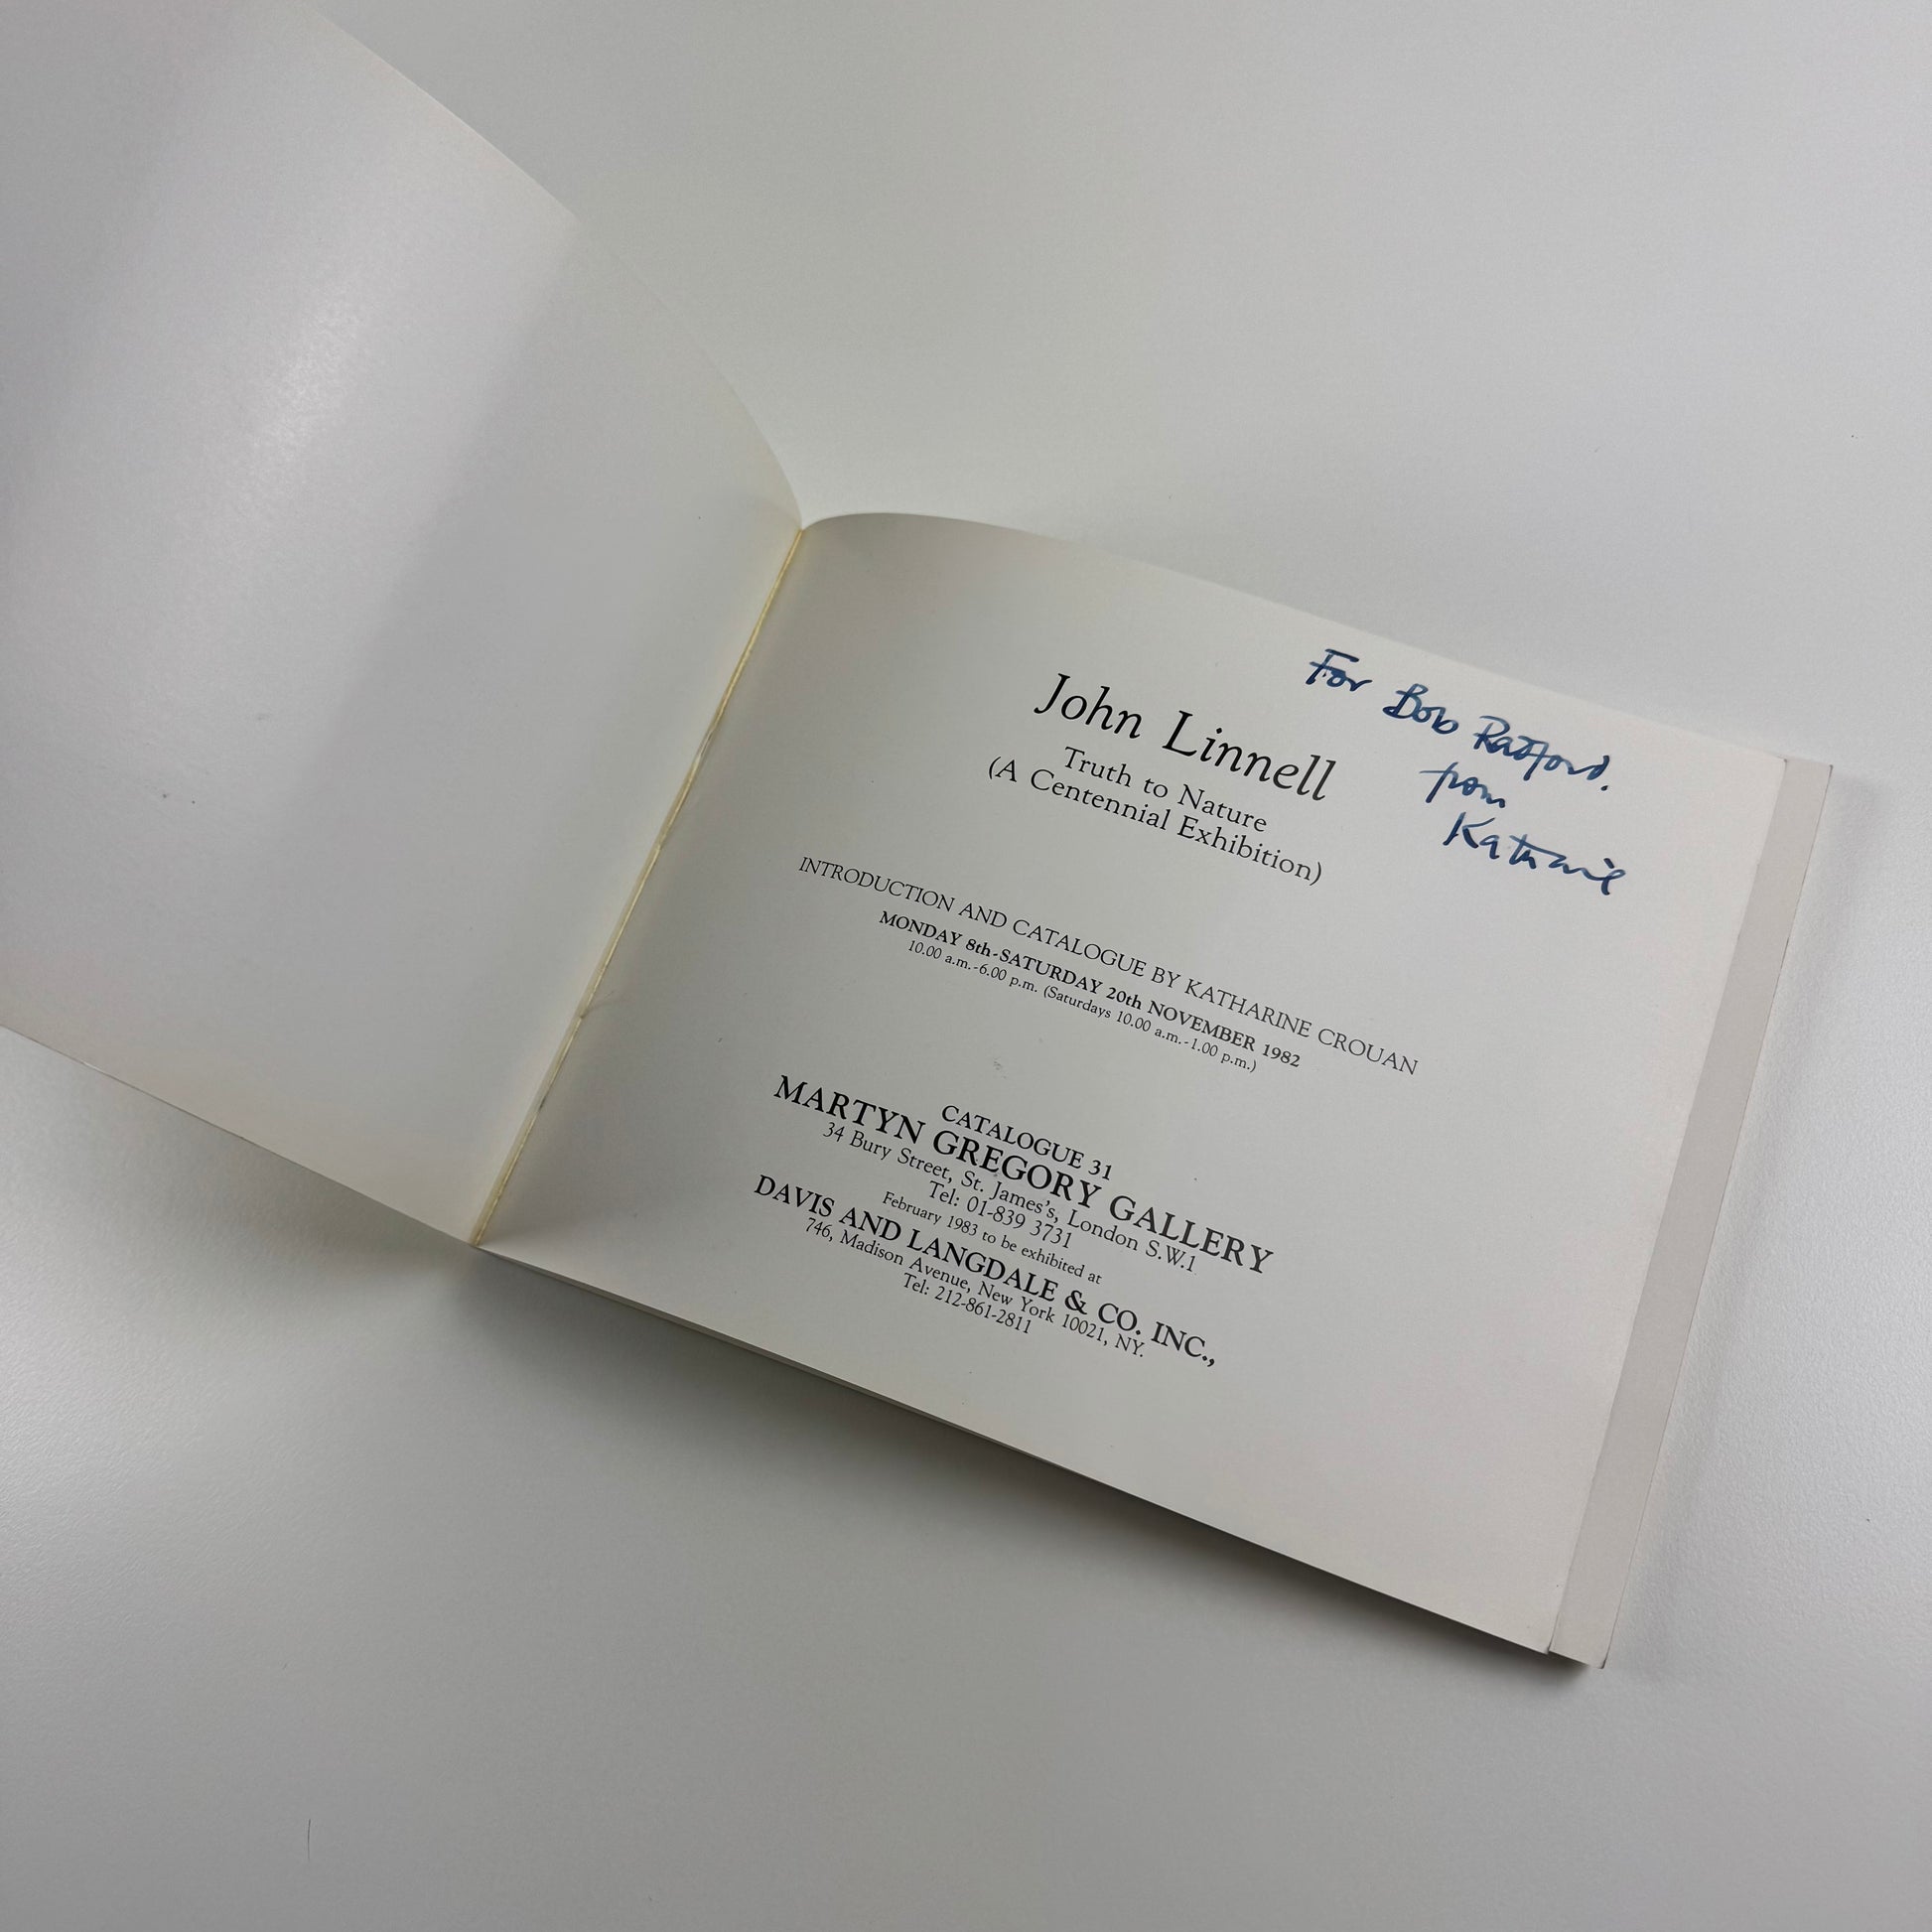 For Bob Ratford.
from
Katharine
John Linnell
Truth to Nature
(A Centennial Exhibition)
INTRODUCTION AND CATALOGUE BY KATHARINE CROUAN
MONDAY 8th-SATURDAY 20th NOVEMBER 1982
10.00 a.m.-6.00 p.m. (Saturdays 10.00 a.m.-1.00 p.m.)
CATALOGUE 31
MARTYN GREGORY GALLERY
34 Bury Street, St. James's, London S.W.1
Tel: 01-839 3731
February 1983 to be exhibited at
DAVIS AND LANGDALE & CO. INC.,
746, Madison Avenue, New York 10021, NY.
Tel: 212-861-2811